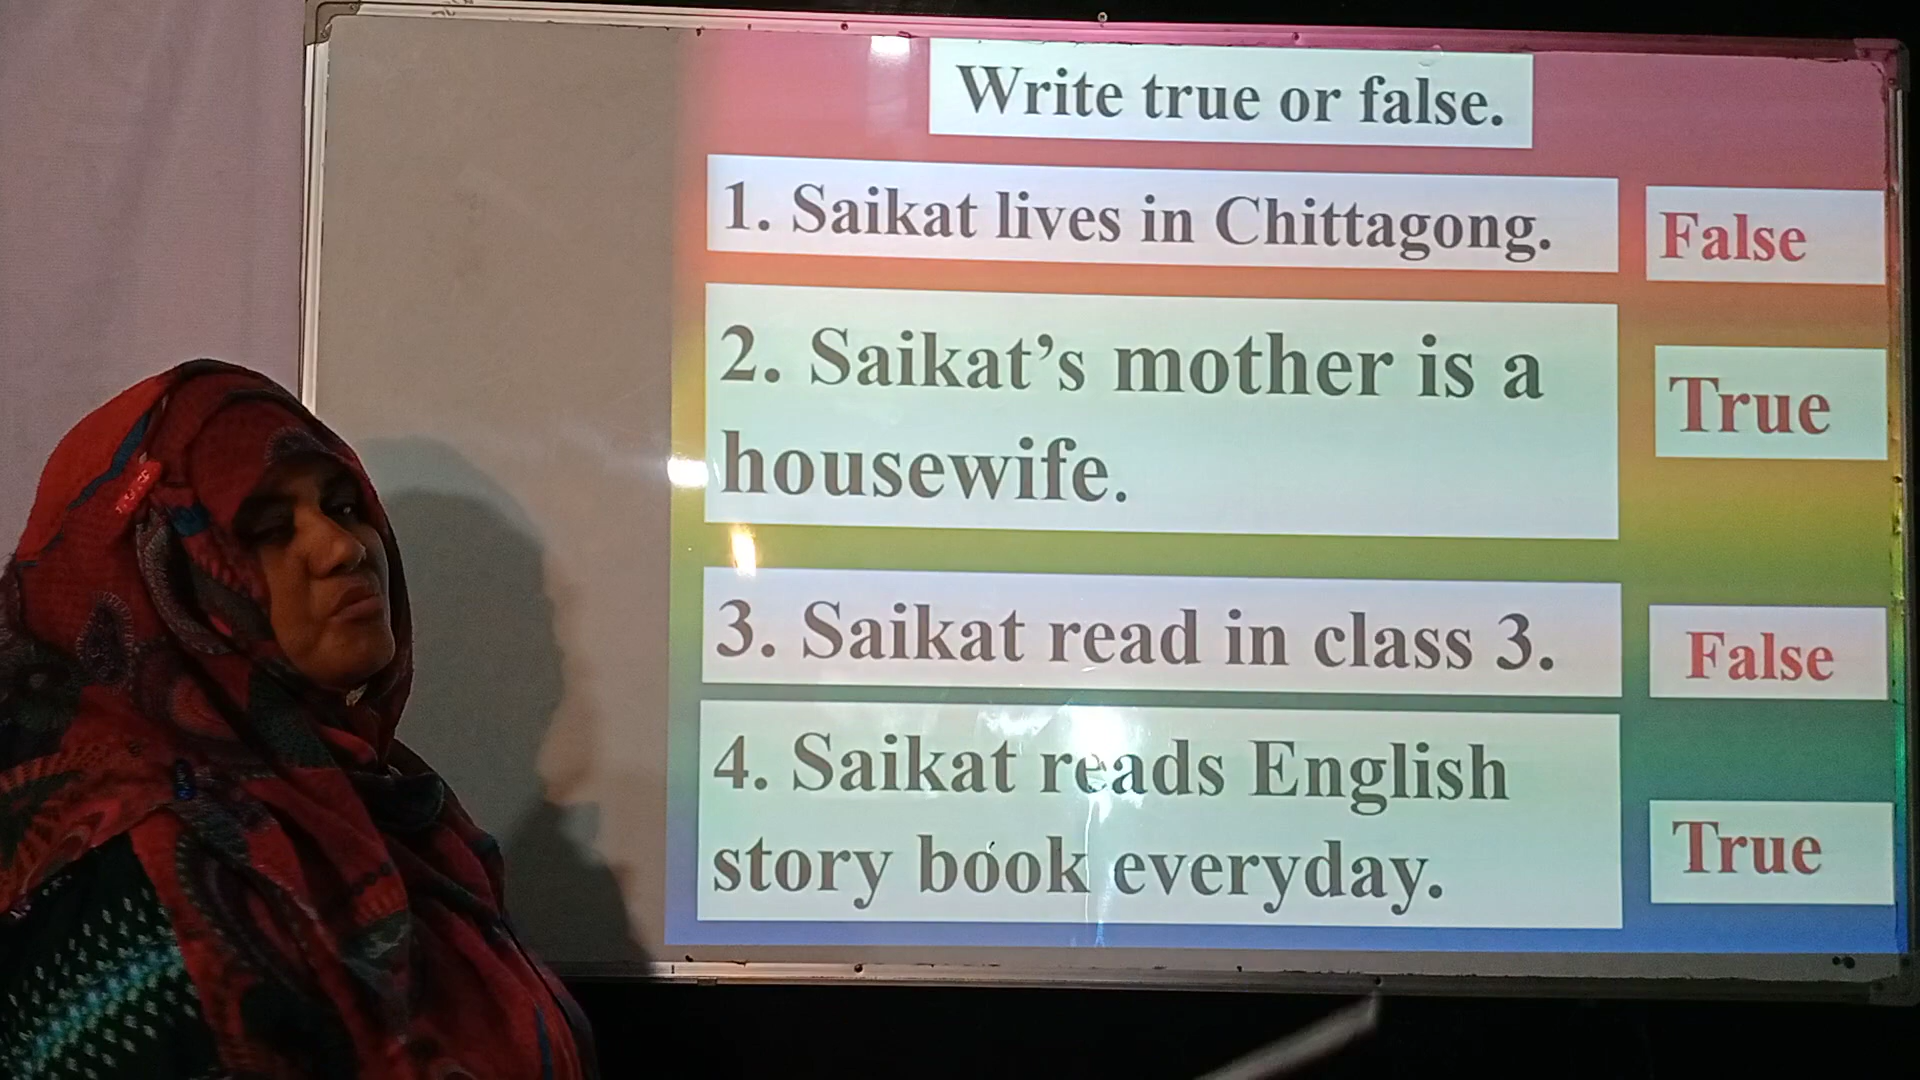 Write true or false.
1. Saikat lives in Chittagong.
False
2. Saikat’s mother is a
housewife.
True
3. Saikat read in class 3.
False
4. Saikat reads English
story book everyday.
True